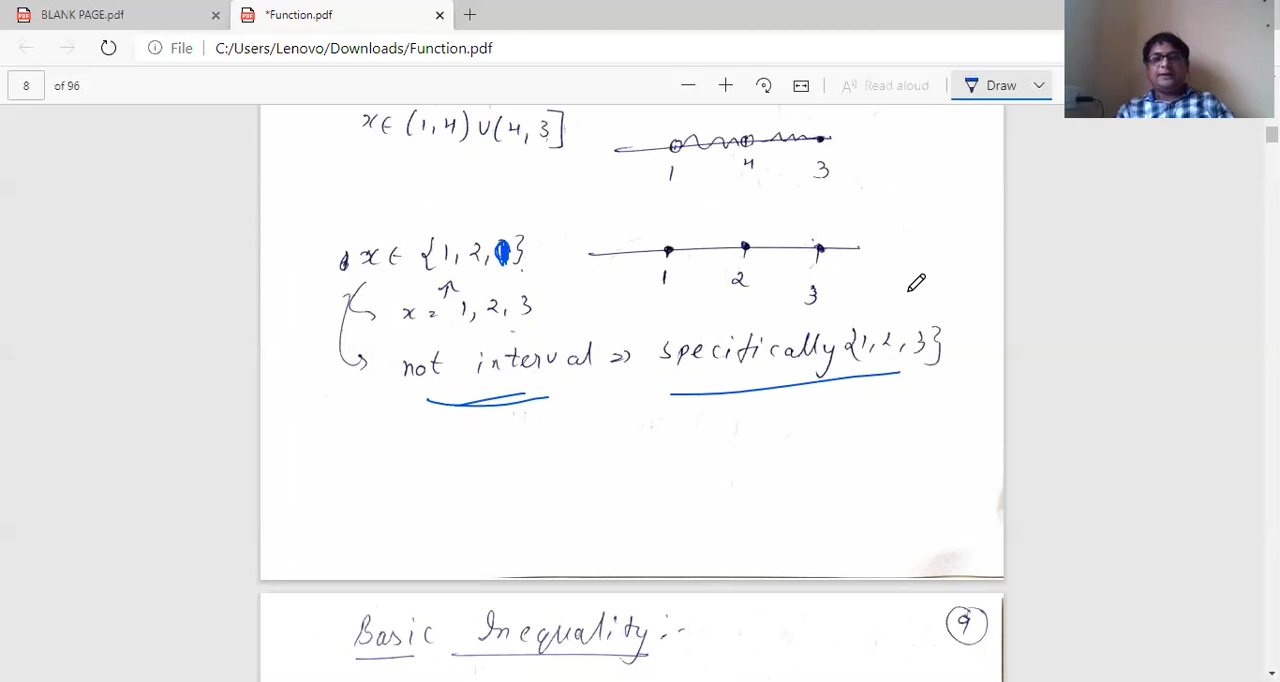 BLANK PAGE.pdf
*Function.pdf
File
C:/Users/Lenovo/Downloads/Function.pdf
8 of 96
Read aloud
Draw
x ∈ (1, 4) ∪ (4, 3]
1 4 3
x ∈ {1, 2, }
1 2 3
x = 1, 2, 3
not interval => specifically {1, 2, 3}
Basic Inequality :-
9